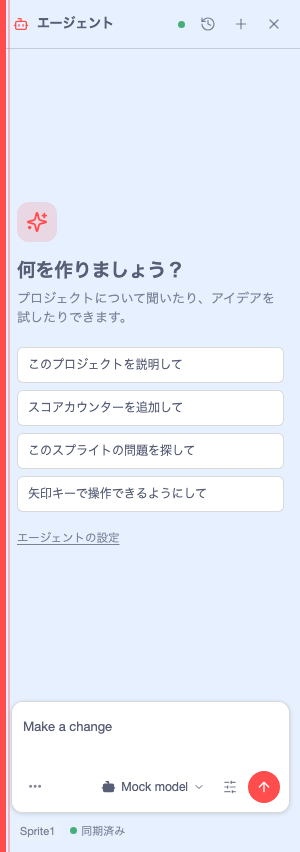 エージェント
何を作りましょう？
プロジェクトについて聞いたり、アイデアを
試したりできます。
このプロジェクトを説明して
スコアカウンターを追加して
このスプライトの問題を探して
矢印キーで操作できるようにして
エージェントの設定
Make a change
Mock model
Sprite1 同期済み